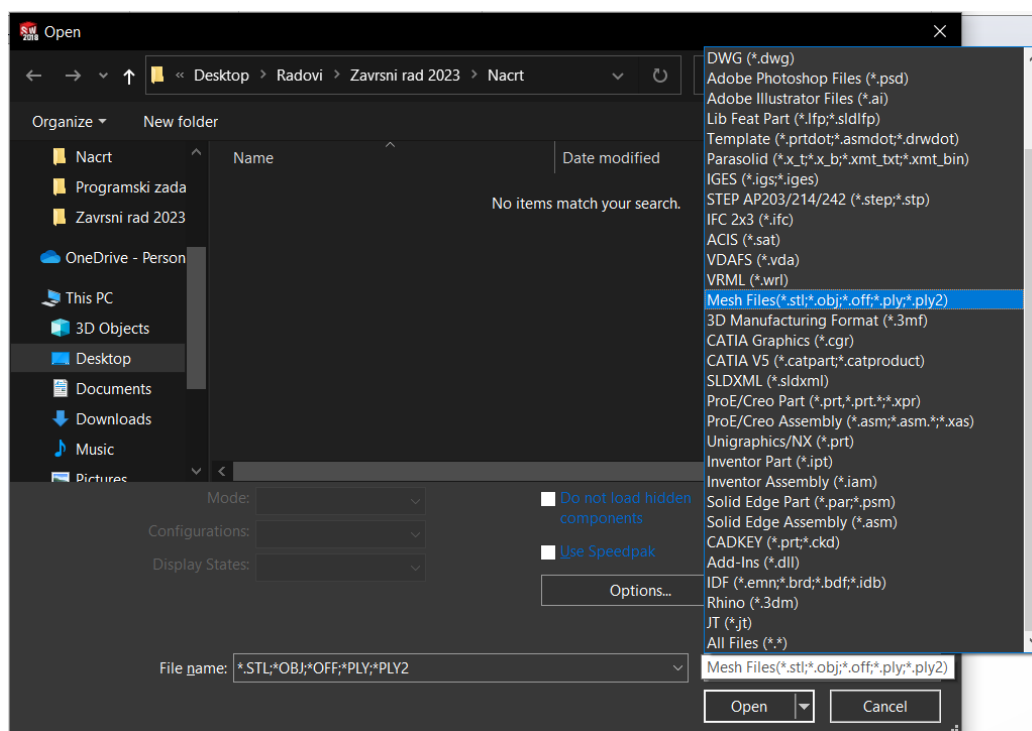 SW 2018 Open
« Desktop > Radovi > Zavrsni rad 2023 > Nacrt
Organize
New folder
Nacrt
Programski zada
Zavrsni rad 2023
OneDrive - Person
This PC
3D Objects
Desktop
Documents
Downloads
Music
Pictures
Name
Date modified
No items match your search.
Mode:
Configurations:
Display States:
Do not load hidden
components
Use Speedpak
Options...
DWG (*.dwg)
Adobe Photoshop Files (*.psd)
Adobe Illustrator Files (*.ai)
Lib Feat Part (*.lfp;*.sldlfp)
Template (*.prtdot;*.asmdot;*.drwdot)
Parasolid (*.x_t;*.x_b;*.xmt_txt;*.xmt_bin)
IGES (*.igs;*.iges)
STEP AP203/214/242 (*.step;*.stp)
IFC 2x3 (*.ifc)
ACIS (*.sat)
VDAFS (*.vda)
VRML (*.wrl)
Mesh Files(*.stl;*.obj;*.off;*.ply;*.ply2)
3D Manufacturing Format (*.3mf)
CATIA Graphics (*.cgr)
CATIA V5 (*.catpart;*.catproduct)
SLDXML (*.sldxml)
ProE/Creo Part (*.prt,*.prt.*;*.xpr)
ProE/Creo Assembly (*.asm;*.asm.*;*.xas)
Unigraphics/NX (*.prt)
Inventor Part (*.ipt)
Inventor Assembly (*.iam)
Solid Edge Part (*.par;*.psm)
Solid Edge Assembly (*.asm)
CADKEY (*.prt;*.ckd)
Add-Ins (*.dll)
IDF (*.emn;*.brd;*.bdf;*.idb)
Rhino (*.3dm)
JT (*.jt)
All Files (*.*)
File name: *.STL;*OBJ;*OFF;*PLY;*PLY2
Mesh Files(*.stl;*.obj;*.off;*.ply;*.ply2)
Open
Cancel